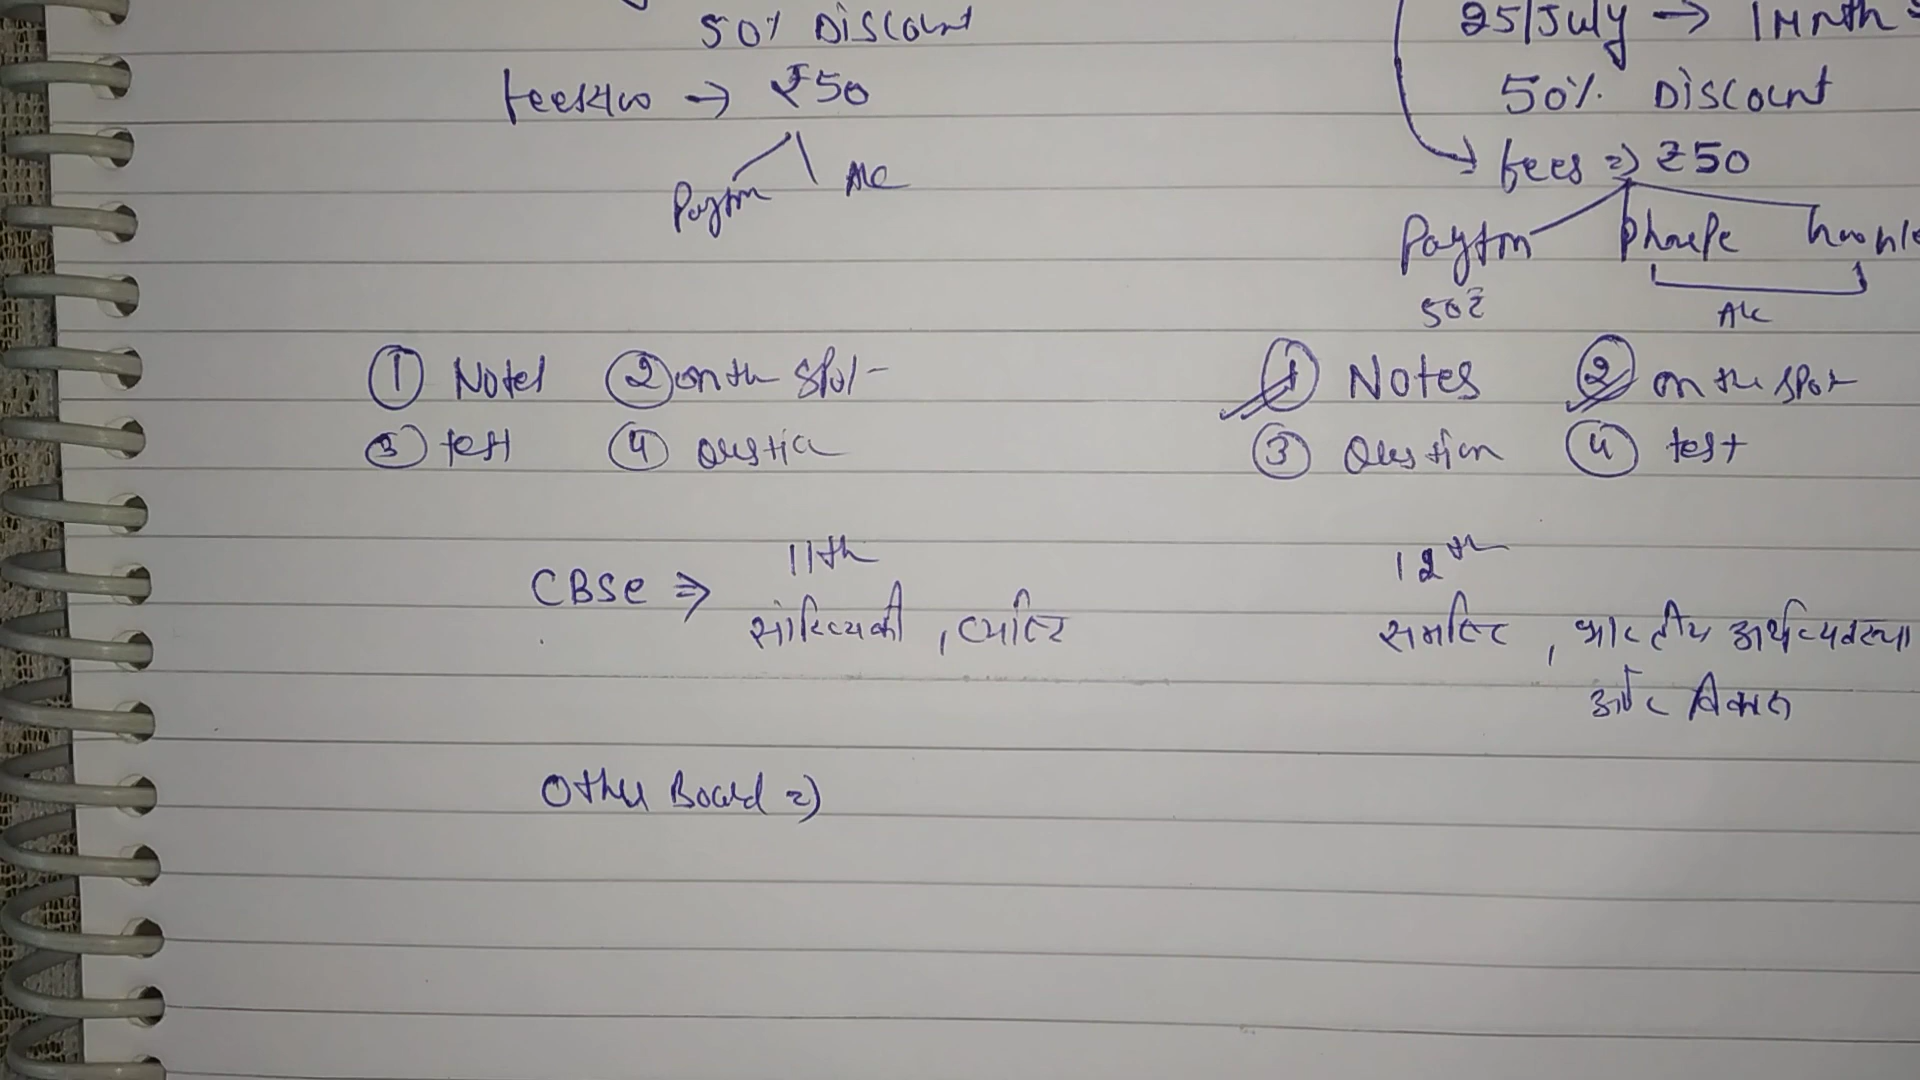 50% Discount
25/July → 1 Mnth
fees → ₹50
50% Discount
fees ⇒ ₹50
Paytm A/c
Paytm PhonePe
50₹ A/c
① Notes ② on the spot
① Notes ② on the spot
③ test ④ Question
③ Question ④ test
11th
12th
CBSE ⇒ सांख्यिकी , व्यष्टि
समष्टि , भारतीय अर्थव्यवस्था
और विकास
Other Board ⇒